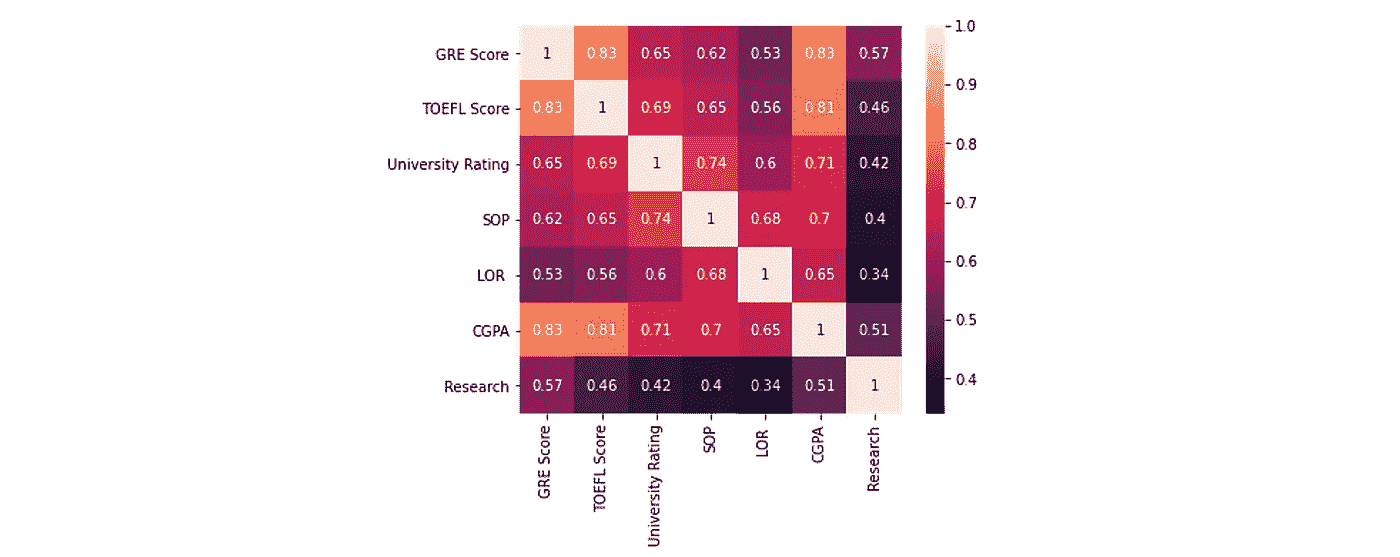 GRE Score 1 0.83 0.65 0.62 0.53 0.83 0.57
TOEFL Score 0.83 1 0.69 0.65 0.56 0.81 0.46
University Rating 0.65 0.69 1 0.74 0.6 0.71 0.42
SOP 0.62 0.65 0.74 1 0.68 0.7 0.4
LOR 0.53 0.56 0.6 0.68 1 0.65 0.34
CGPA 0.83 0.81 0.71 0.7 0.65 1 0.51
Research 0.57 0.46 0.42 0.4 0.34 0.51 1
GRE Score
TOEFL Score
University Rating
SOP
LOR
CGPA
Research
1.0
0.9
0.8
0.7
0.6
0.5
0.4